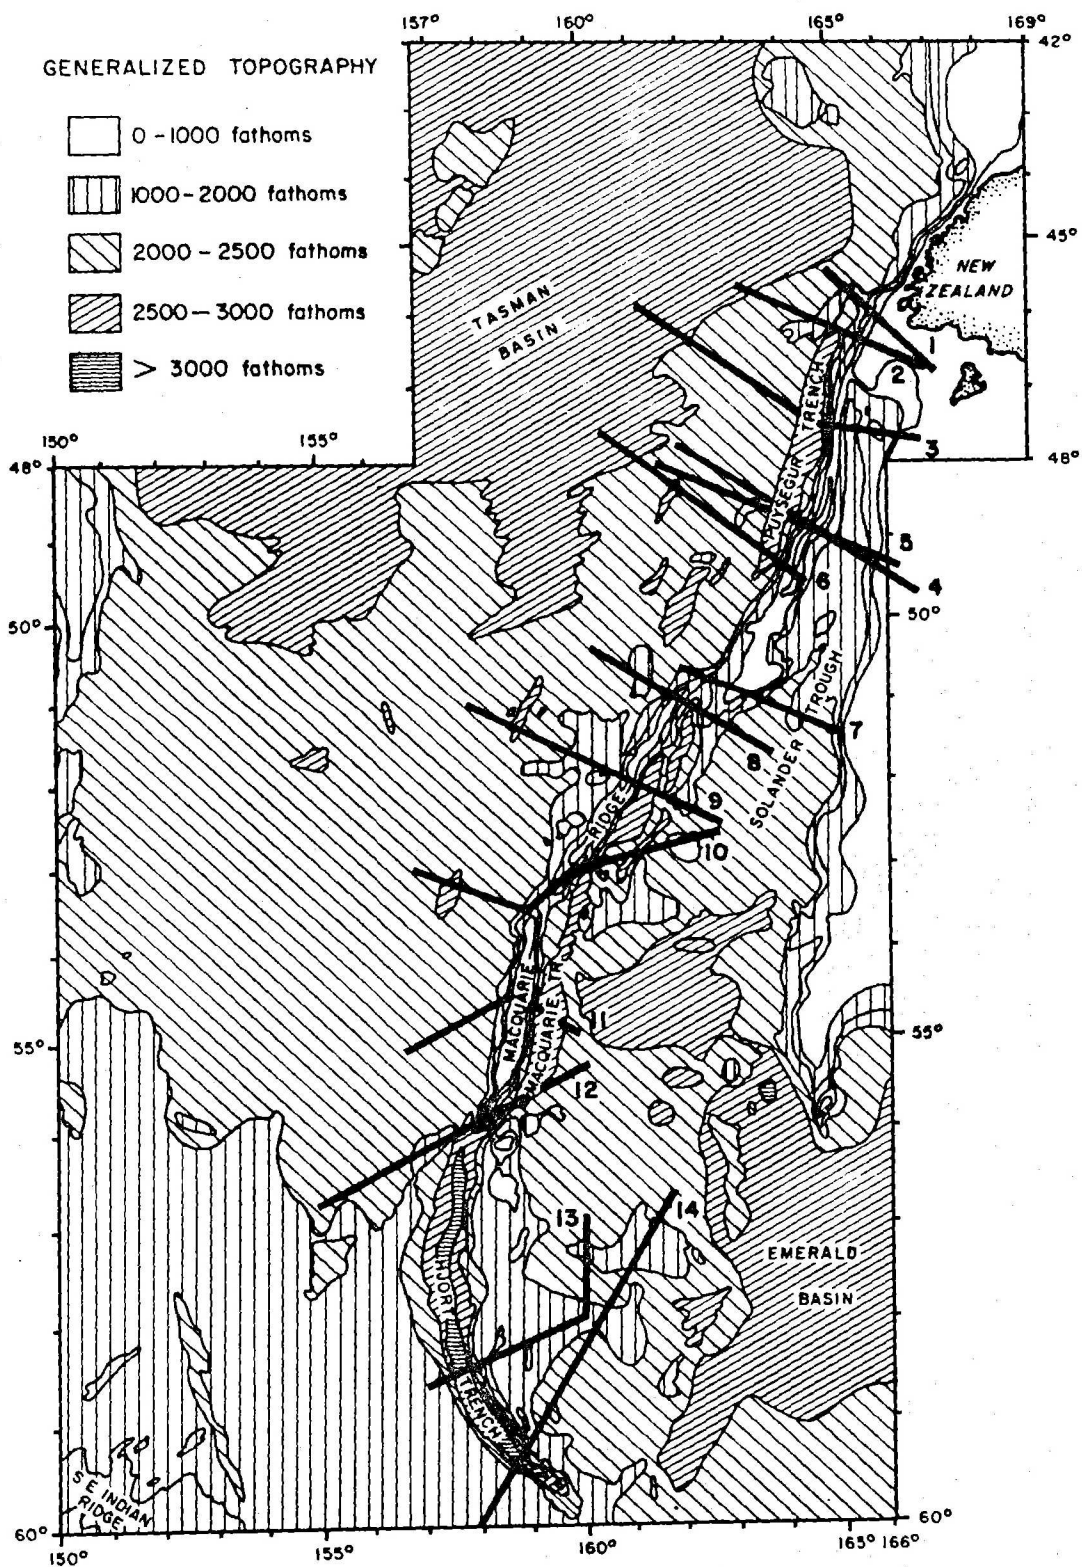 157° 160° 165° 169°
42°
GENERALIZED TOPOGRAPHY
0-1000 fathoms
1000-2000 fathoms
2000-2500 fathoms
2500-3000 fathoms
> 3000 fathoms
45°
NEW
ZEALAND
TASMAN
BASIN
1
2
TRENCH
3
150° 155°
48° 48°
PUYSEGUR
5
4
6
50° 50°
TROUGH
7
8
SOLANDER
9
RIDGES
10
MACQUARIE
MACQUARIE TR.
11
55° 55°
12
13 14
EMERALD
BASIN
HJORT
TRENCH
S E INDIAN
RIDGE
60° 60°
150° 155° 160° 165° 166°